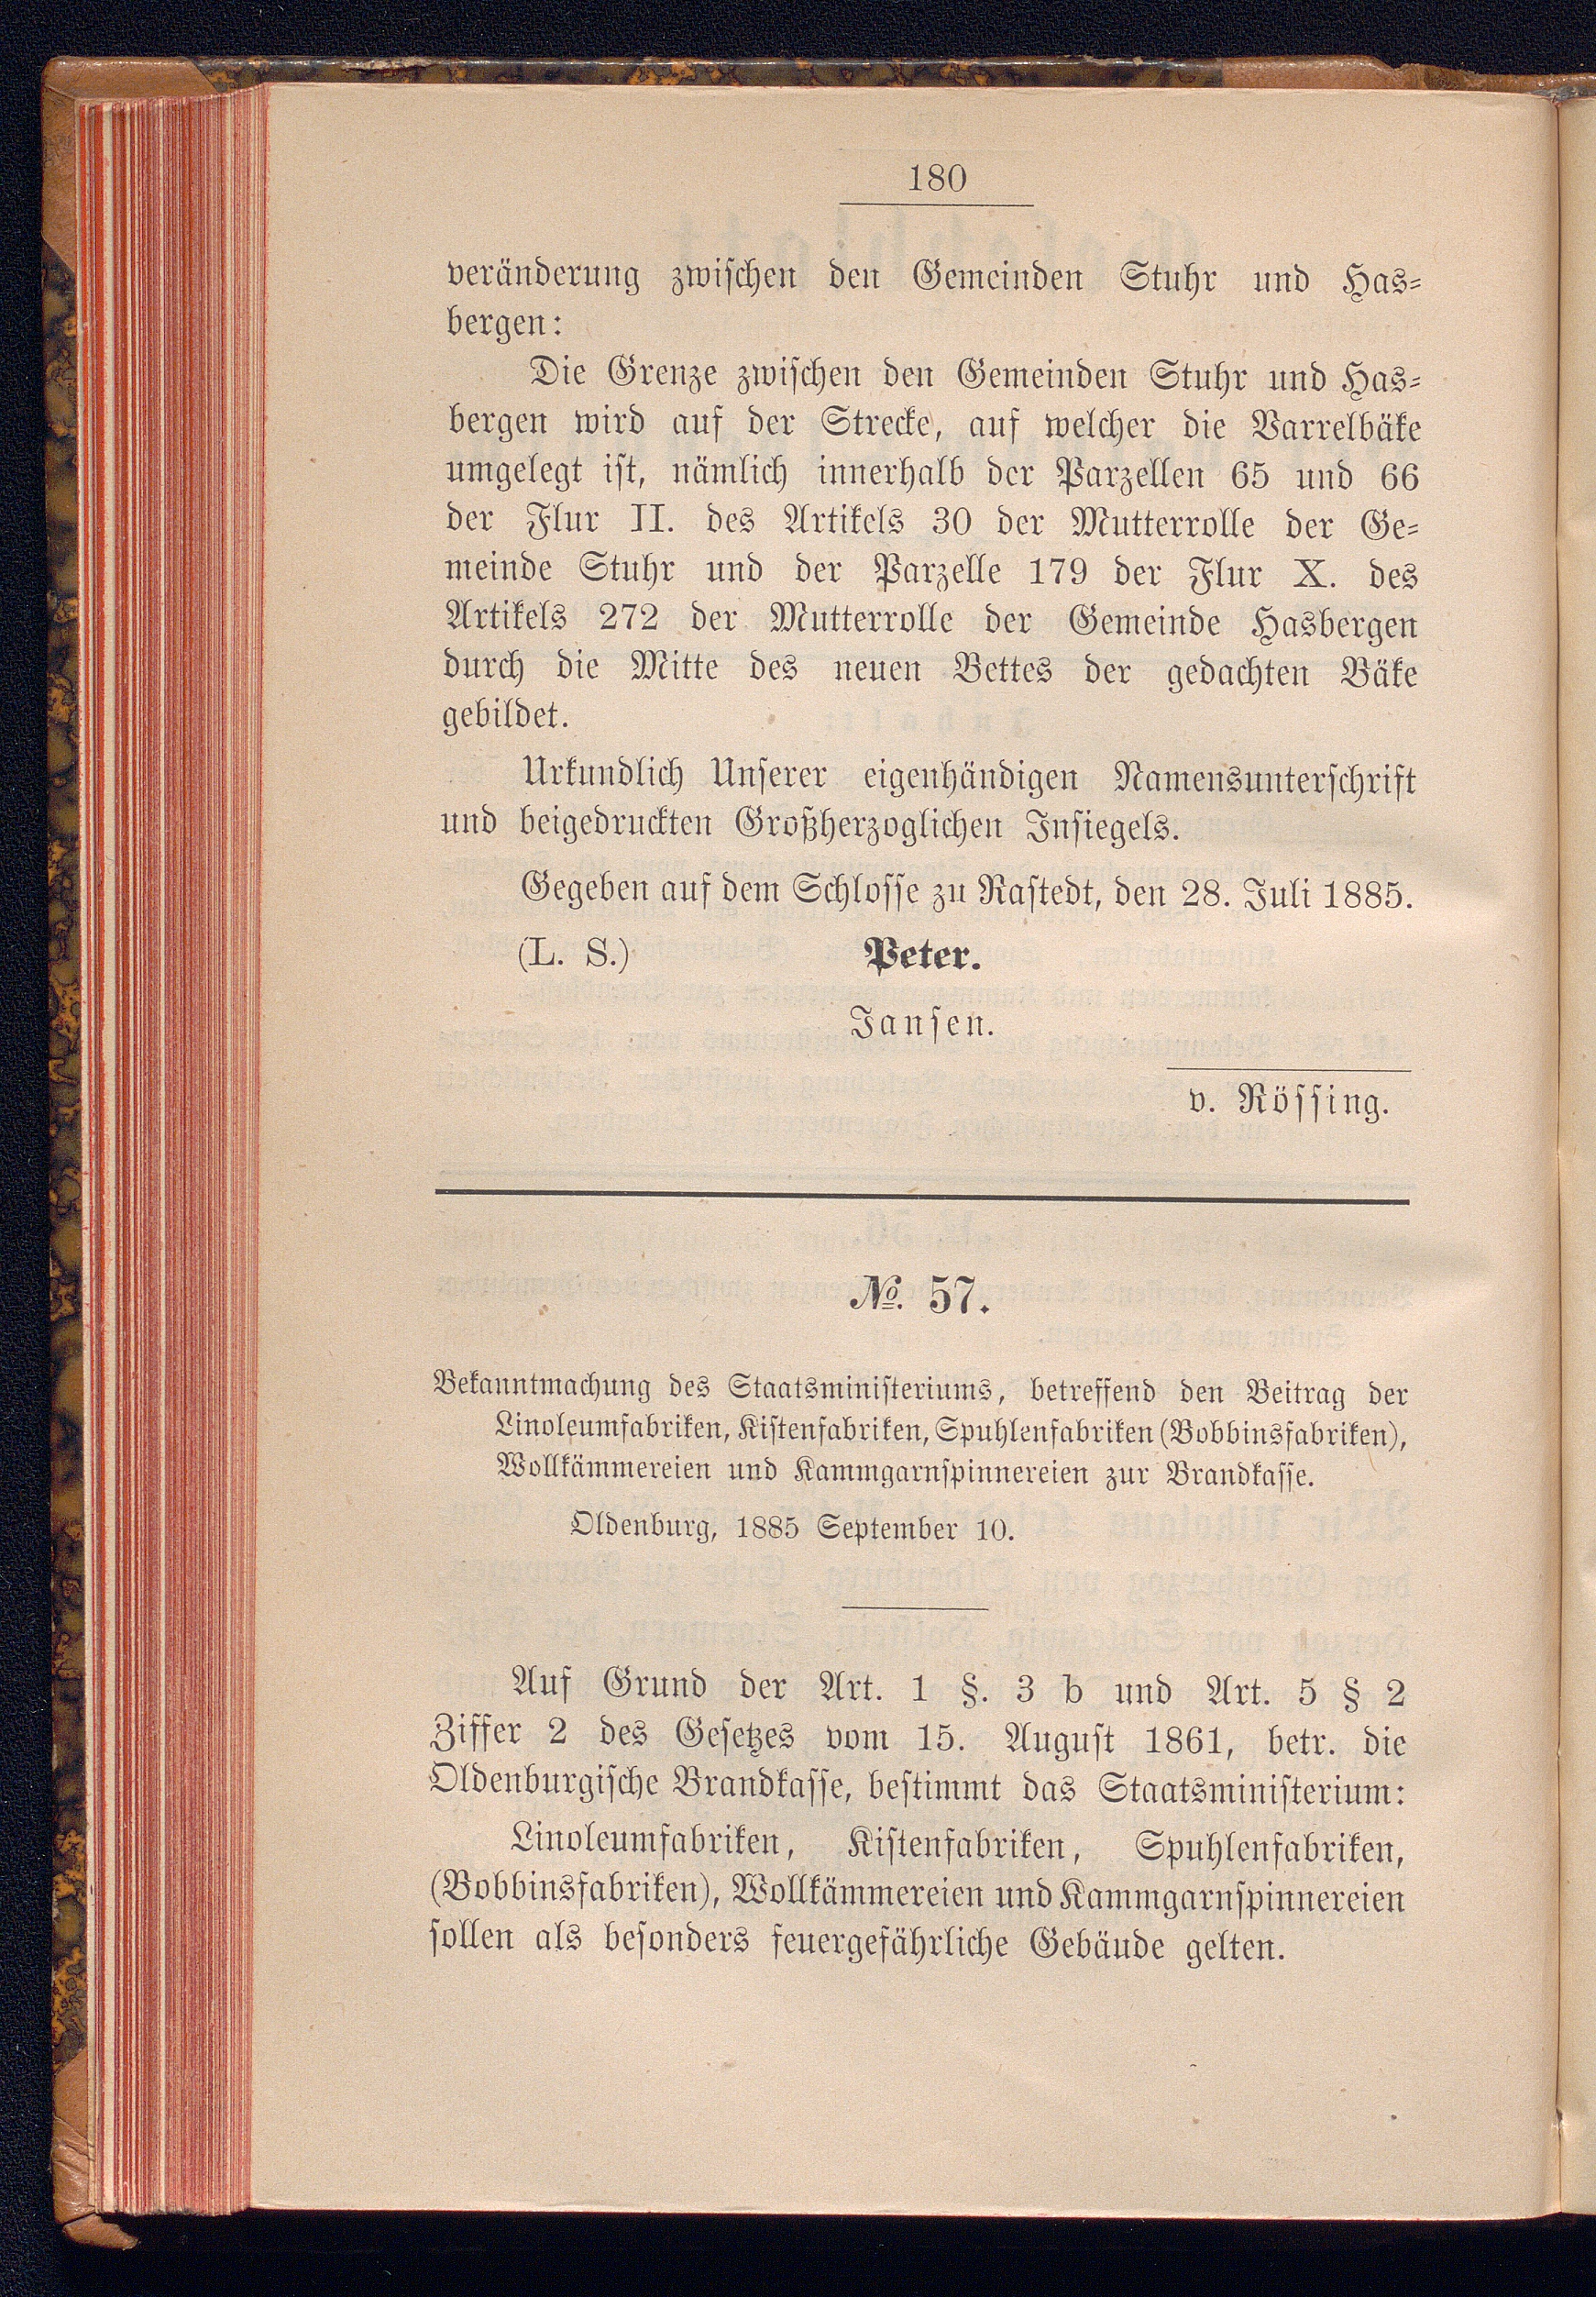 180
veränderung zwischen den Gemeinden Stuhr und Has-
bergen:
Die Grenze zwischen den Gemeinden Stuhr und Has-
bergen wird auf der Strecke, auf welcher die Varrelbäke
umgelegt ist, nämlich innerhalb der Parzellen 65 und 66
der Flur II. des Artikels 30 der Mutterrolle der Ge-
meinde Stuhr und der Parzelle 179 der Flur X. des
Artikels 272 der Mutterrolle der Gemeinde Hasbergen
durch die Mitte des neuen Bettes der gedachten Bäke
gebildet.
Urkundlich Unserer eigenhändigen Namensunterschrift
und beigedruckten Großherzoglichen Insiegels.
Gegeben auf dem Schlosse zu Rastedt, den 28. Juli 1885.
(L. S.) Peter.
Jansen.
v. Rössing.
№. 57.
Bekanntmachung des Staatsministeriums, betreffend den Beitrag der
Linoleumfabriken, Kistenfabriken, Spuhlenfabriken (Bobbinsfabriken),
Wollkämmereien und Kammgarnspinnereien zur Brandkasse.
Oldenburg, 1885 September 10.
Auf Grund der Art. 1 §. 3 b und Art. 5 § 2
Ziffer 2 des Gesetzes vom 15. August 1861, betr. die
Oldenburgische Brandkasse, bestimmt das Staatsministerium:
Linoleumfabriken, Kistenfabriken, Spuhlenfabriken,
(Bobbinsfabriken), Wollkämmereien und Kammgarnspinnereien
sollen als besonders feuergefährliche Gebäude gelten.